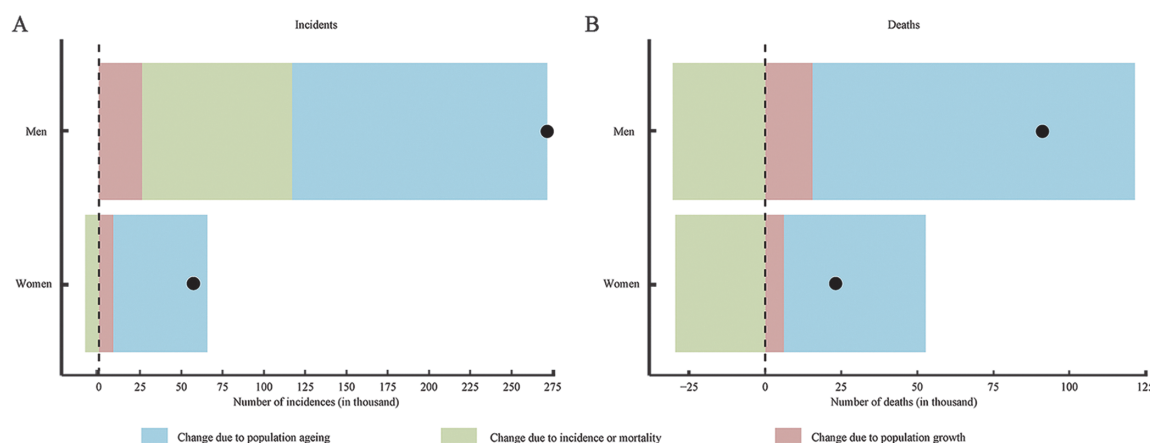 A
Incidents
Men
Women
0 25 50 75 100 125 150 175 200 225 250 275
Number of incidences (in thousand)
B
Deaths
Men
Women
−25 0 25 50 75 100 125
Number of deaths (in thousand)
Change due to population ageing
Change due to incidence or mortality
Change due to population growth